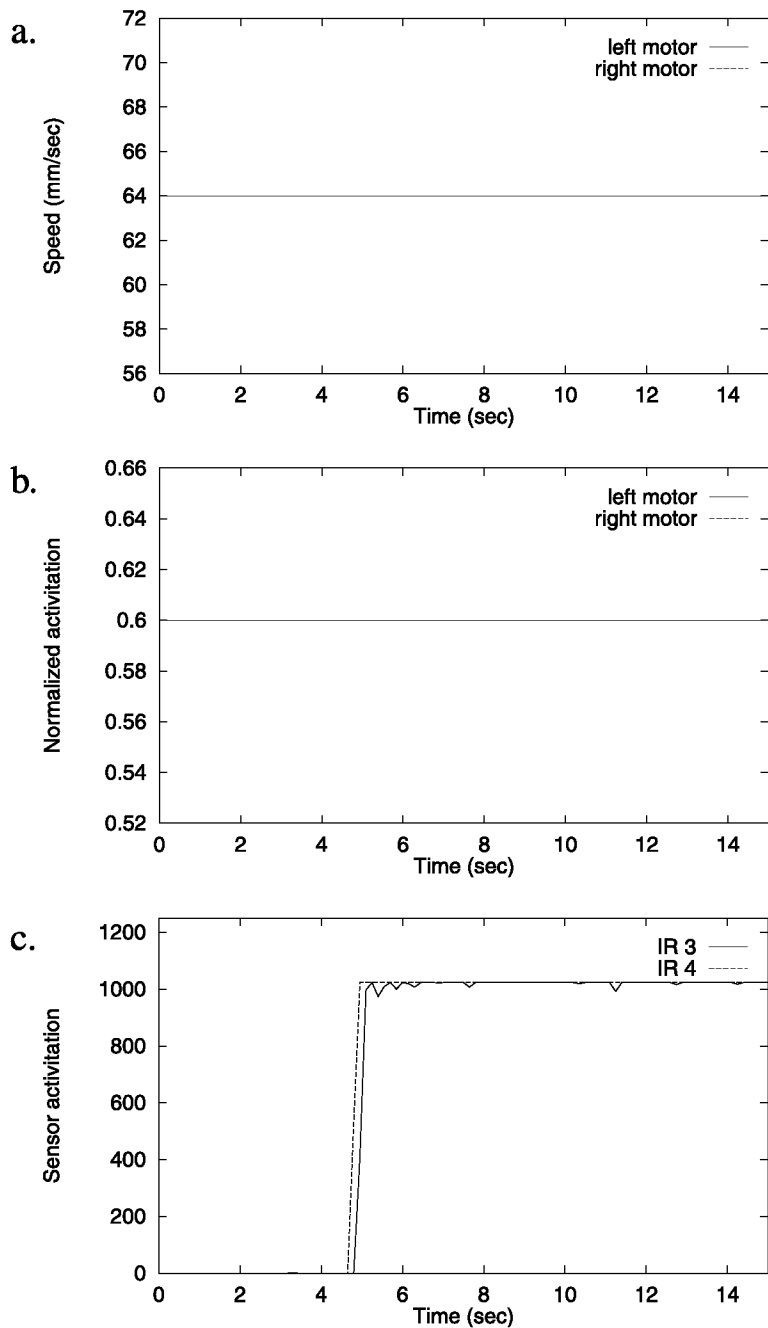 a.
72
70
68
66
64
62
60
58
56
Speed (mm/sec)
left motor
right motor
0 2 4 6 8 10 12 14
Time (sec)
b.
0.66
0.64
0.62
0.6
0.58
0.56
0.54
0.52
Normalized activitation
left motor
right motor
0 2 4 6 8 10 12 14
Time (sec)
c.
1200
1000
800
600
400
200
0
Sensor activitation
IR 3
IR 4
0 2 4 6 8 10 12 14
Time (sec)